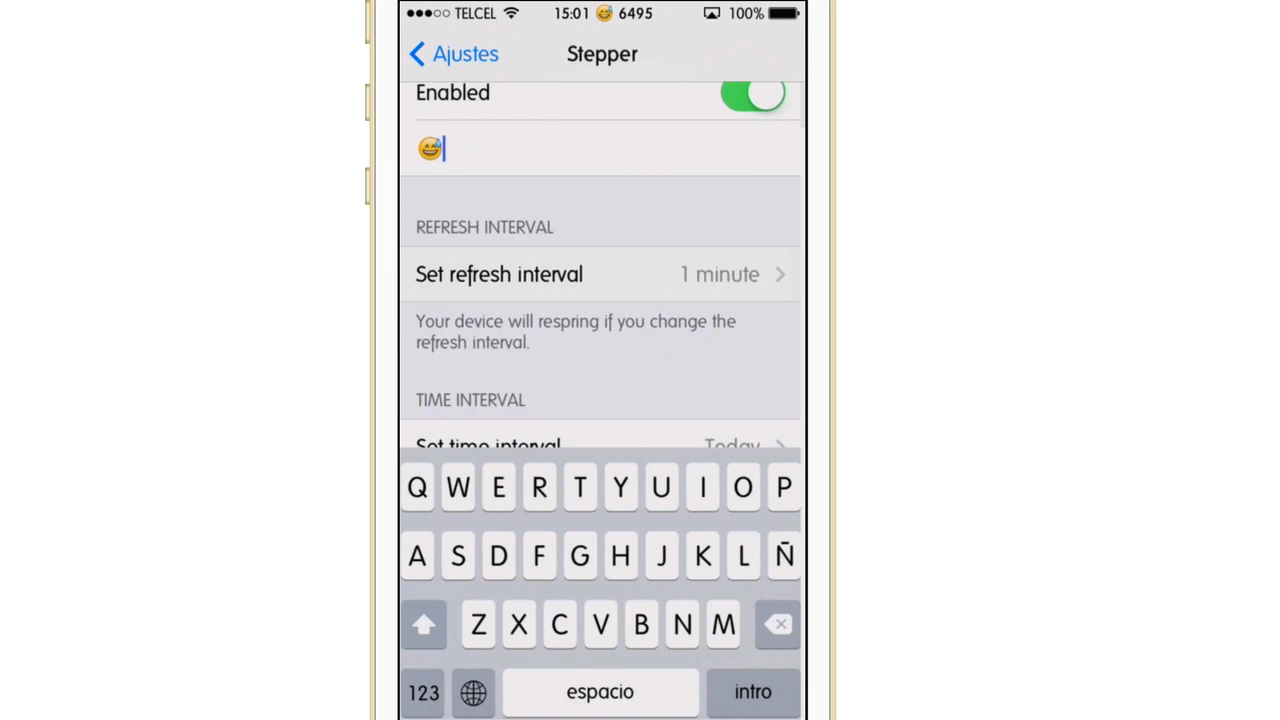 TELCEL 15:01 😅 6495 100%
Ajustes Stepper
Enabled
😅
REFRESH INTERVAL
Set refresh interval 1 minute
Your device will respring if you change the
refresh interval.
TIME INTERVAL
Set time interval Today
Q W E R T Y U I O P
A S D F G H J K L Ñ
Z X C V B N M
123 espacio intro